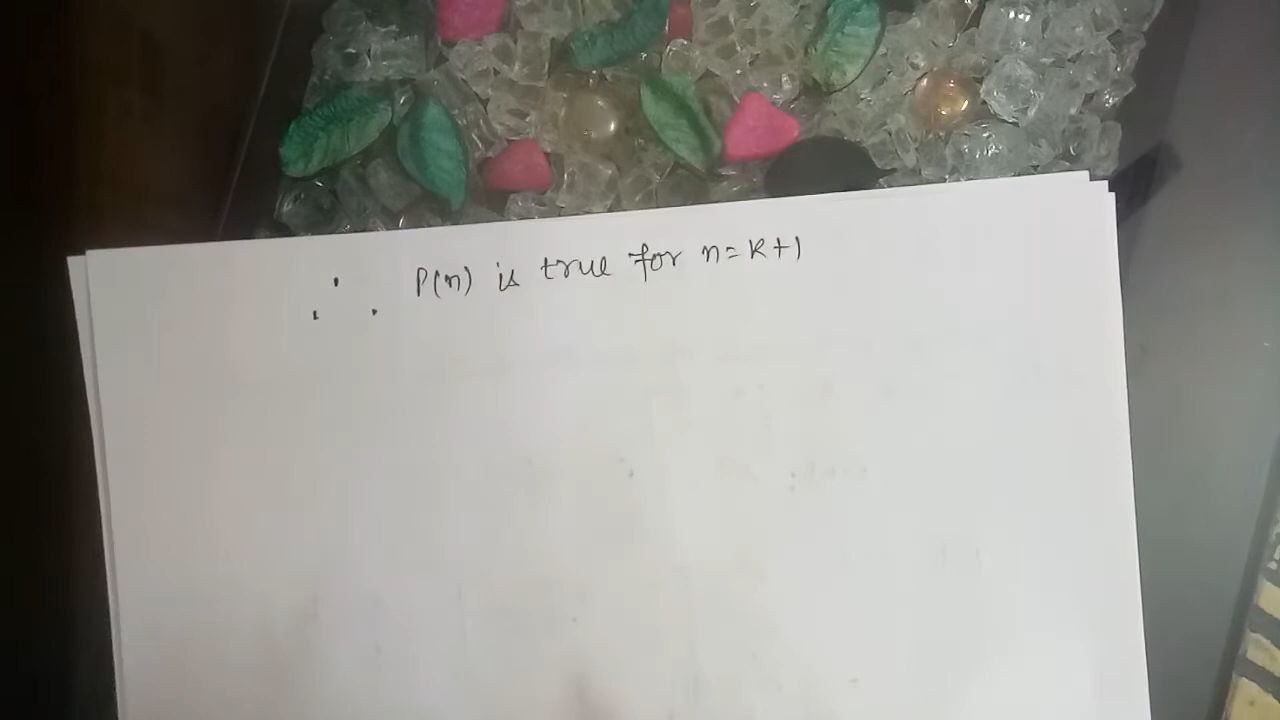 ∴ P(n) is true for n=k+1